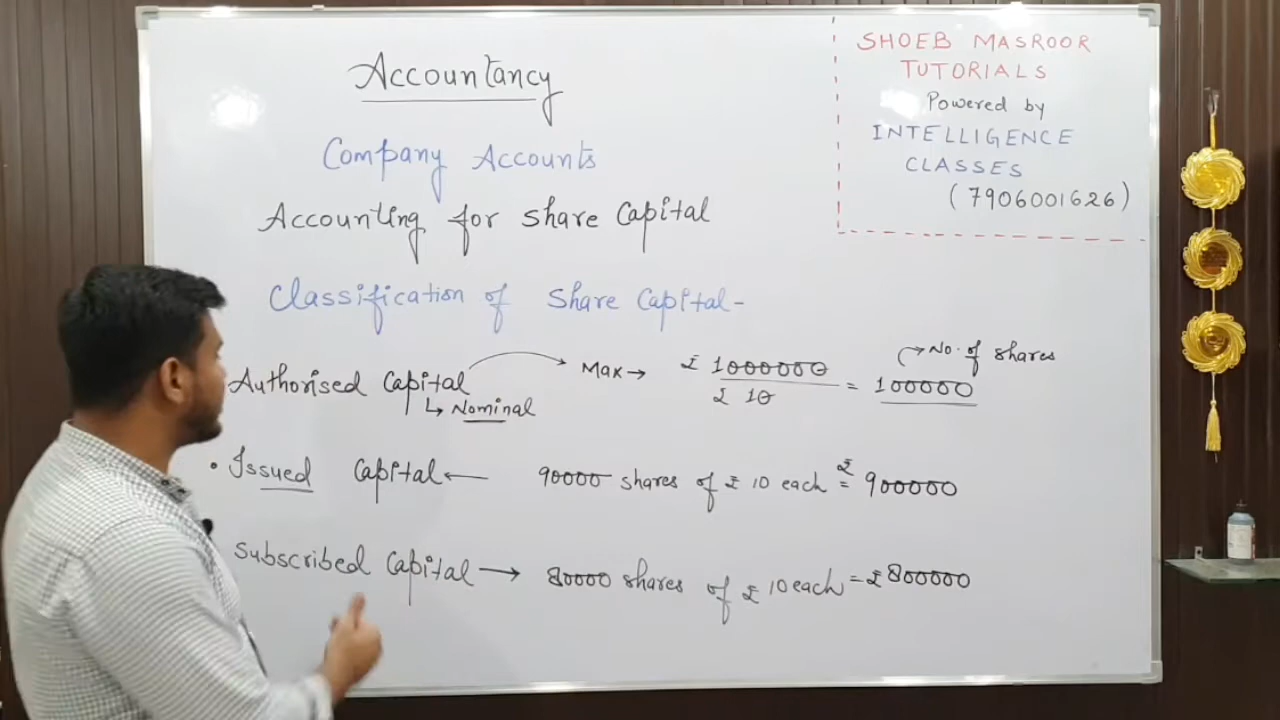 Accountancy
SHOEB MASROOR
TUTORIALS
Powered by
INTELLIGENCE
CLASSES
(7906001626)
Company Accounts
Accounting for Share Capital
Classification of Share Capital-
Authorised Capital → Max → ₹ 1000000 / ₹ 10 = 100000
→ No. of shares
↳ Nominal
• Issued Capital ← 90000 shares of ₹ 10 each = ₹ 900000
Subscribed Capital → 80000 shares of ₹ 10 each = ₹ 800000